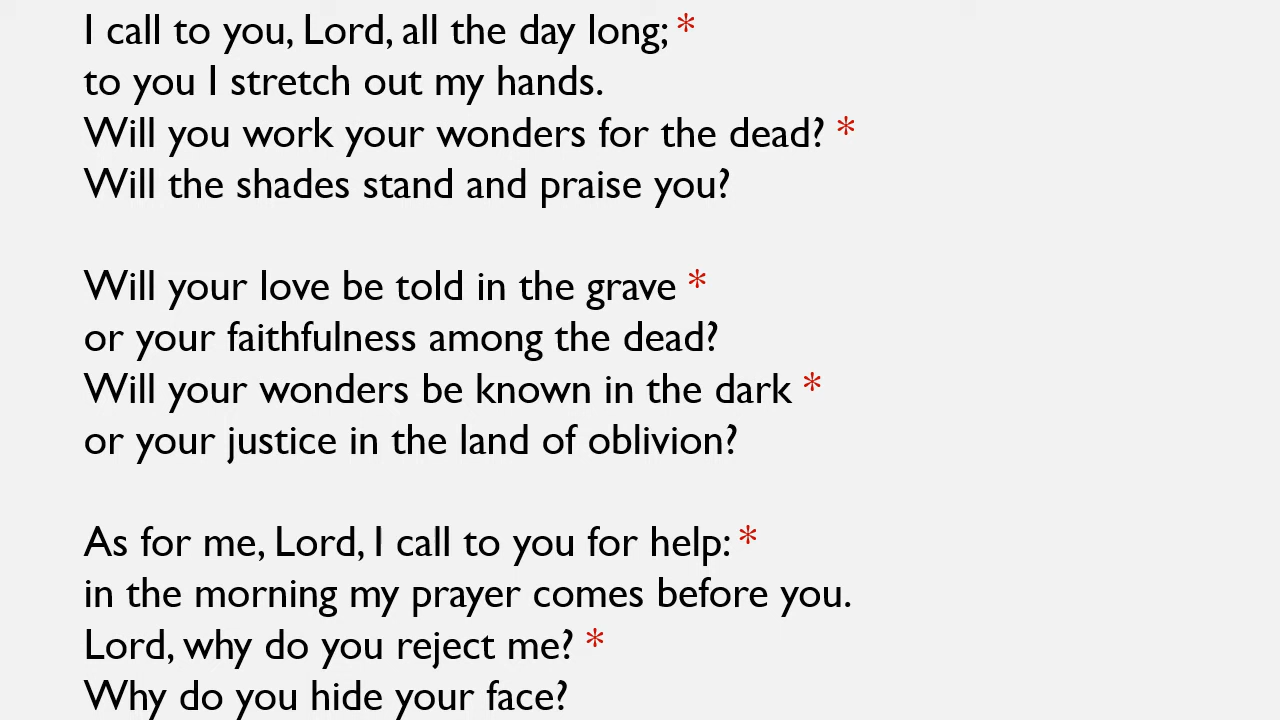 I call to you, Lord, all the day long; *
to you I stretch out my hands.
Will you work your wonders for the dead? *
Will the shades stand and praise you?
Will your love be told in the grave *
or your faithfulness among the dead?
Will your wonders be known in the dark *
or your justice in the land of oblivion?
As for me, Lord, I call to you for help: *
in the morning my prayer comes before you.
Lord, why do you reject me? *
Why do you hide your face?